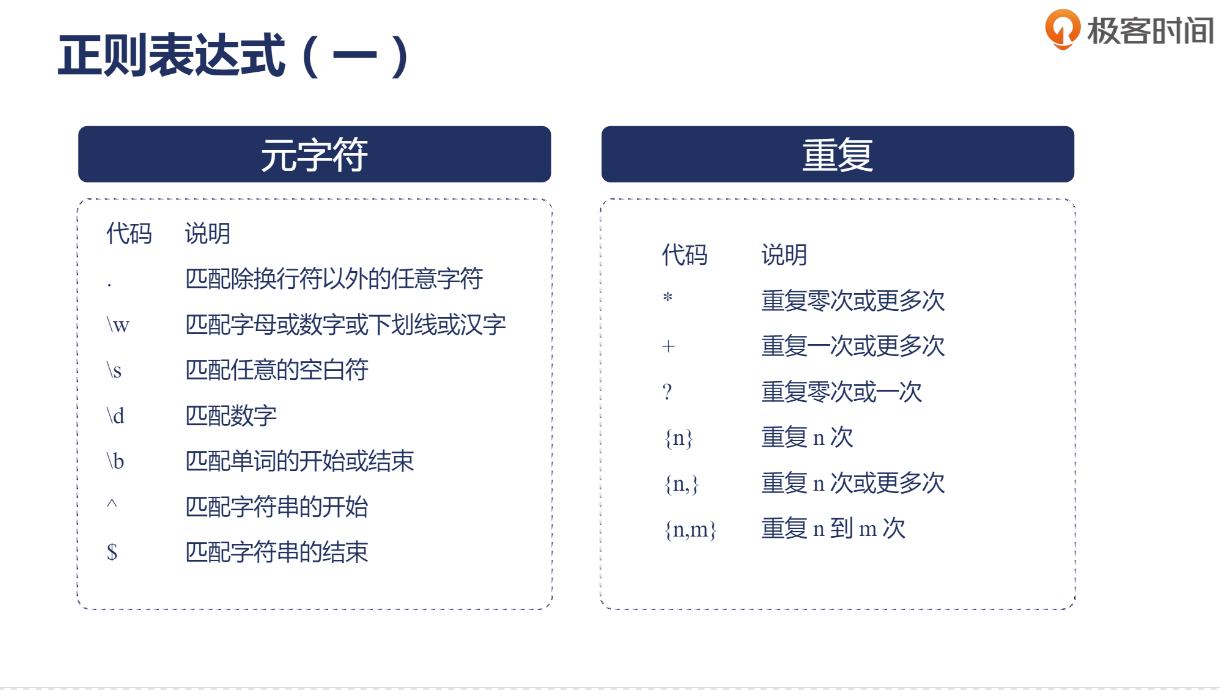 正则表达式（一）
极客时间
元字符
代码 说明
. 匹配除换行符以外的任意字符
\w 匹配字母或数字或下划线或汉字
\s 匹配任意的空白符
\d 匹配数字
\b 匹配单词的开始或结束
^ 匹配字符串的开始
$ 匹配字符串的结束
重复
代码 说明
* 重复零次或更多次
+ 重复一次或更多次
? 重复零次或一次
{n} 重复 n 次
{n,} 重复 n 次或更多次
{n,m} 重复 n 到 m 次